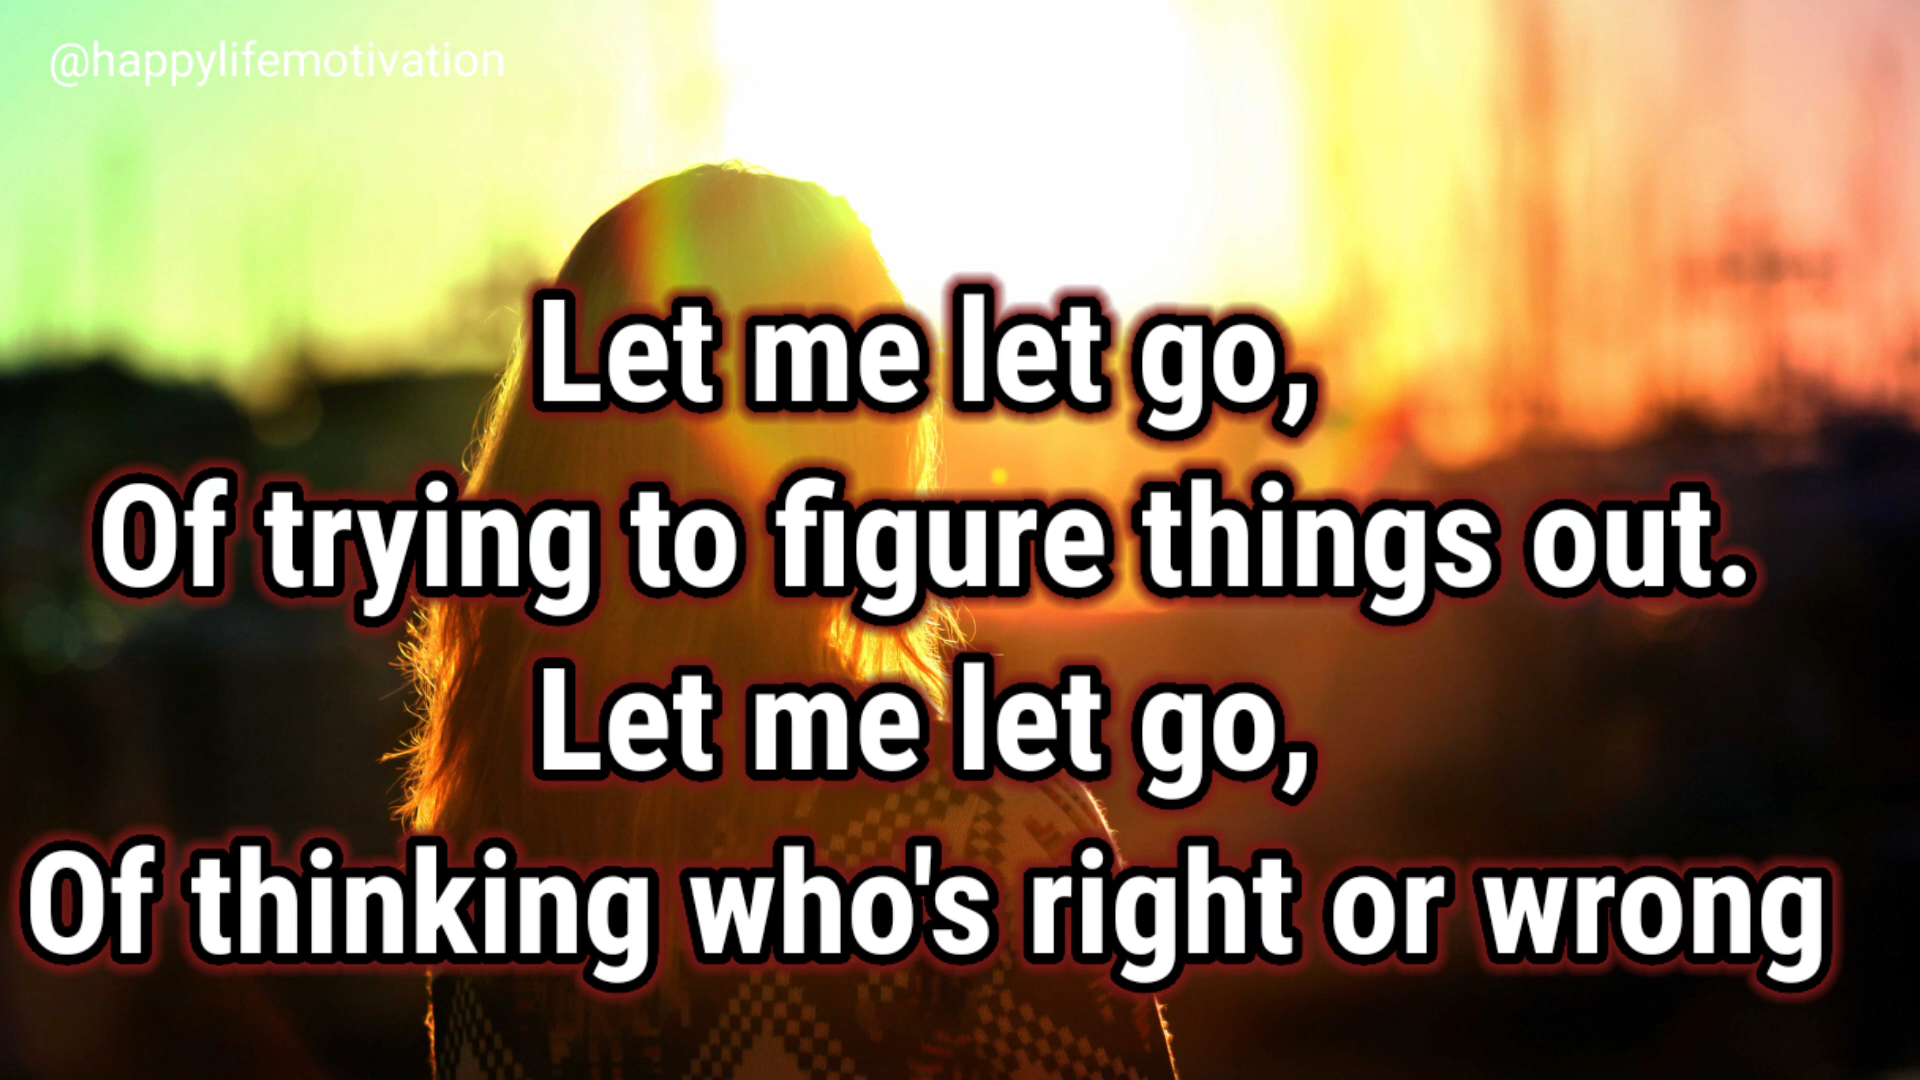 @happylifemotivation
Let me let go,
Of trying to figure things out.
Let me let go,
Of thinking who's right or wrong